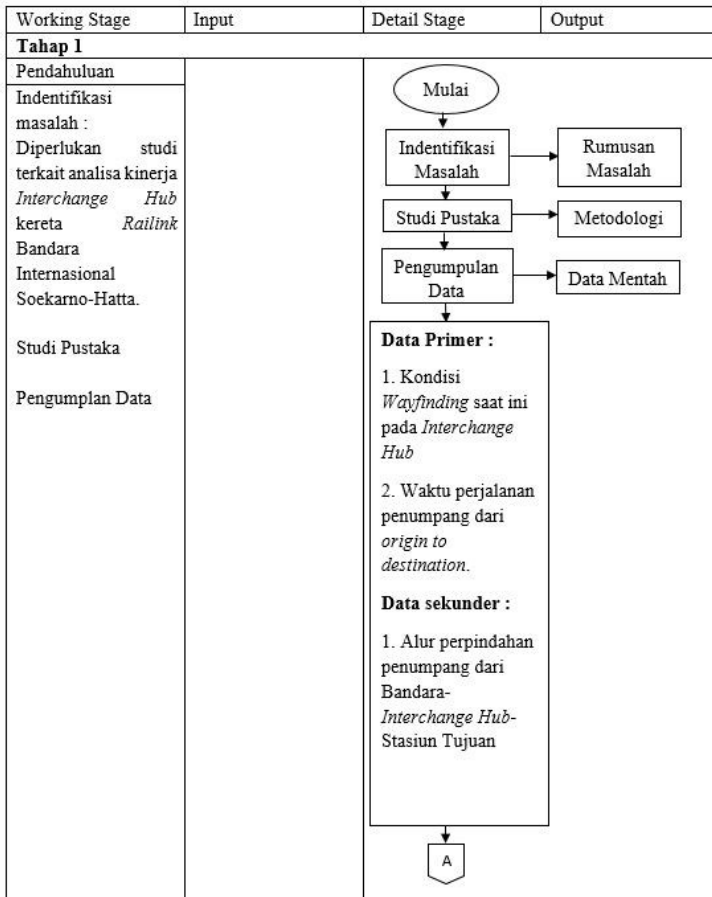 Working Stage
Input
Detail Stage
Output
Tahap 1
Pendahuluan
Indentifikasi
masalah :
Diperlukan studi
terkait analisa kinerja
Interchange Hub
kereta Railink
Bandara
Internasional
Soekarno-Hatta.
Studi Pustaka
Pengumplan Data
Mulai
Indentifikasi
Masalah
Rumusan
Masalah
Studi Pustaka
Metodologi
Pengumpulan
Data
Data Mentah
Data Primer :
1. Kondisi
Wayfinding saat ini
pada Interchange
Hub
2. Waktu perjalanan
penumpang dari
origin to
destination.
Data sekunder :
1. Alur perpindahan
penumpang dari
Bandara-
Interchange Hub-
Stasiun Tujuan
A